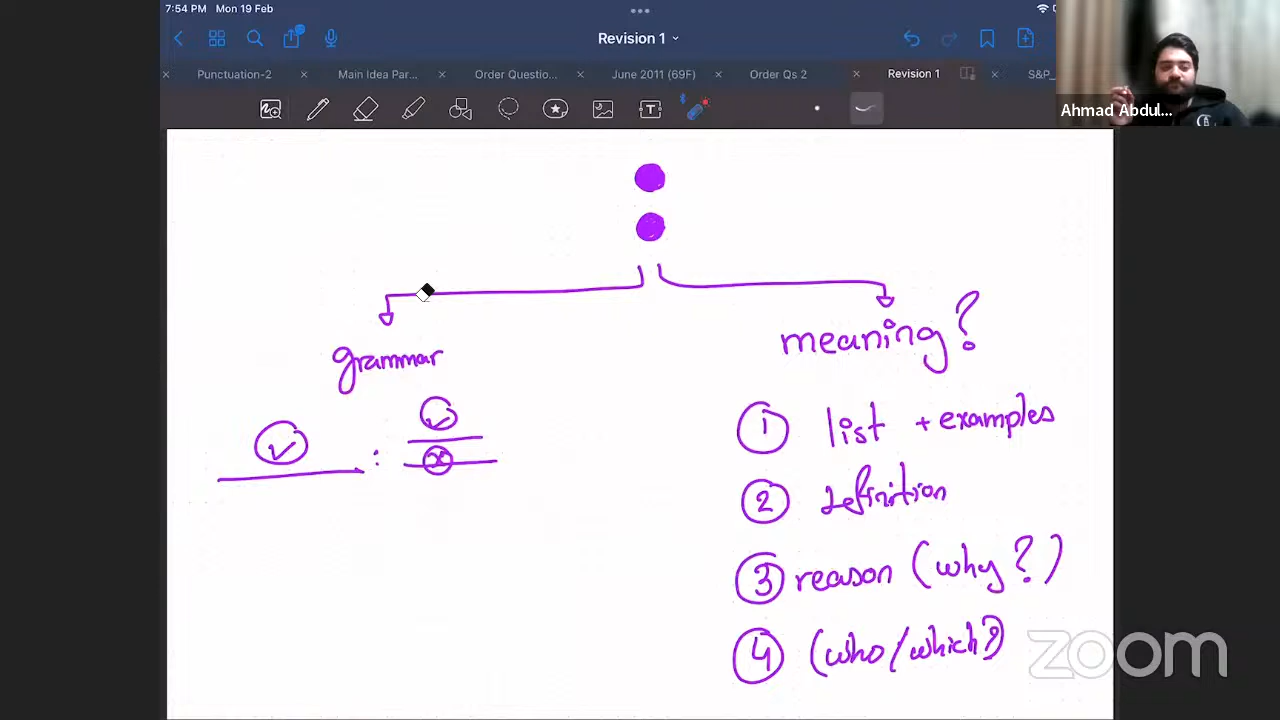 7:54 PM Mon 19 Feb
Revision 1
Punctuation-2
Main Idea Par...
Order Questio...
June 2011 (69F)
Order Qs 2
Revision 1
S&P_
Ahmad Abdul...
:
grammar
meaning?
✓ : ✓
x
1 list + examples
2 definition
3 reason (why?)
4 (who/which?)
zoom